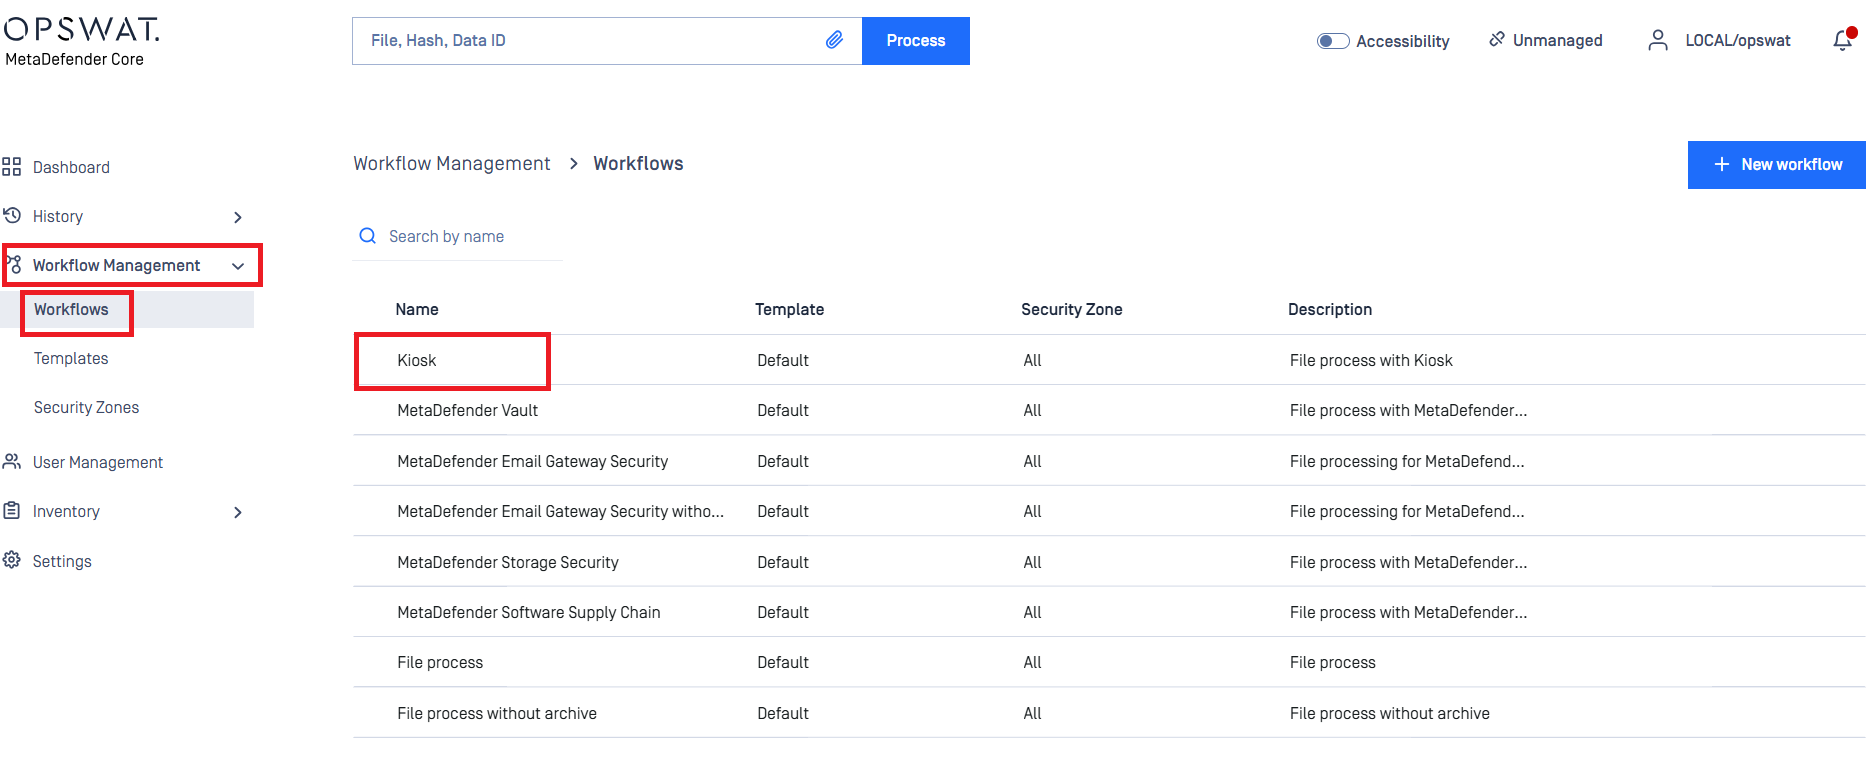 OPSWAT.
MetaDefender Core
File, Hash, Data ID
Process
Accessibility
Unmanaged
LOCAL/opswat
Dashboard
History
Workflow Management
Workflows
Templates
Security Zones
User Management
Inventory
Settings
Workflow Management > Workflows
New workflow
Search by name
Name Template Security Zone Description
Kiosk Default All File process with Kiosk
MetaDefender Vault Default All File process with MetaDefender...
MetaDefender Email Gateway Security Default All File processing for MetaDefend...
MetaDefender Email Gateway Security witho... Default All File processing for MetaDefend...
MetaDefender Storage Security Default All File process with MetaDefender...
MetaDefender Software Supply Chain Default All File process with MetaDefender...
File process Default All File process
File process without archive Default All File process without archive